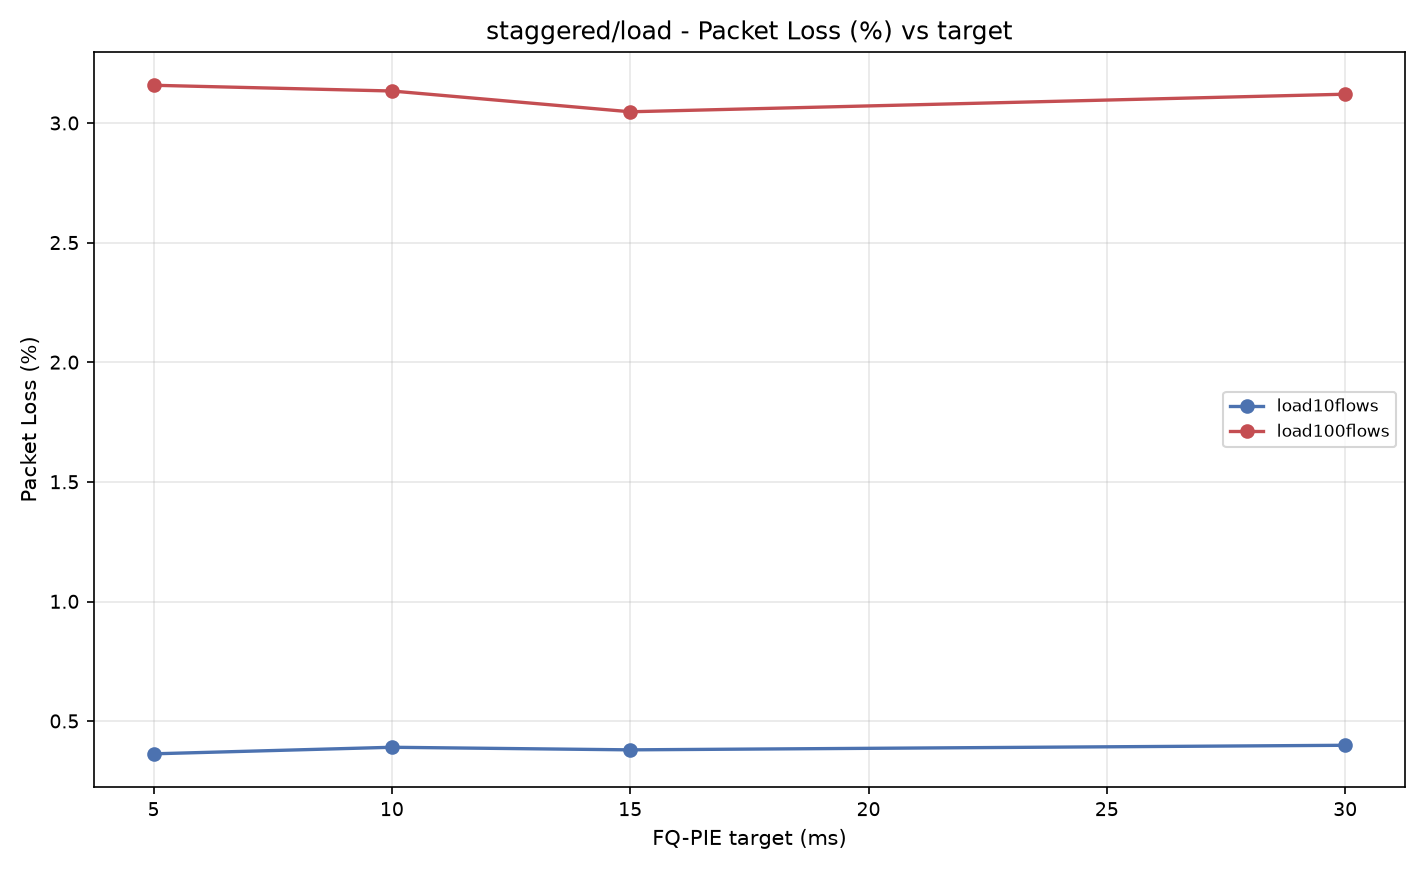 staggered/load - Packet Loss (%) vs target
Packet Loss (%)
3.0
2.5
2.0
1.5
1.0
0.5
load10flows
load100flows
5 10 15 20 25 30
FQ-PIE target (ms)